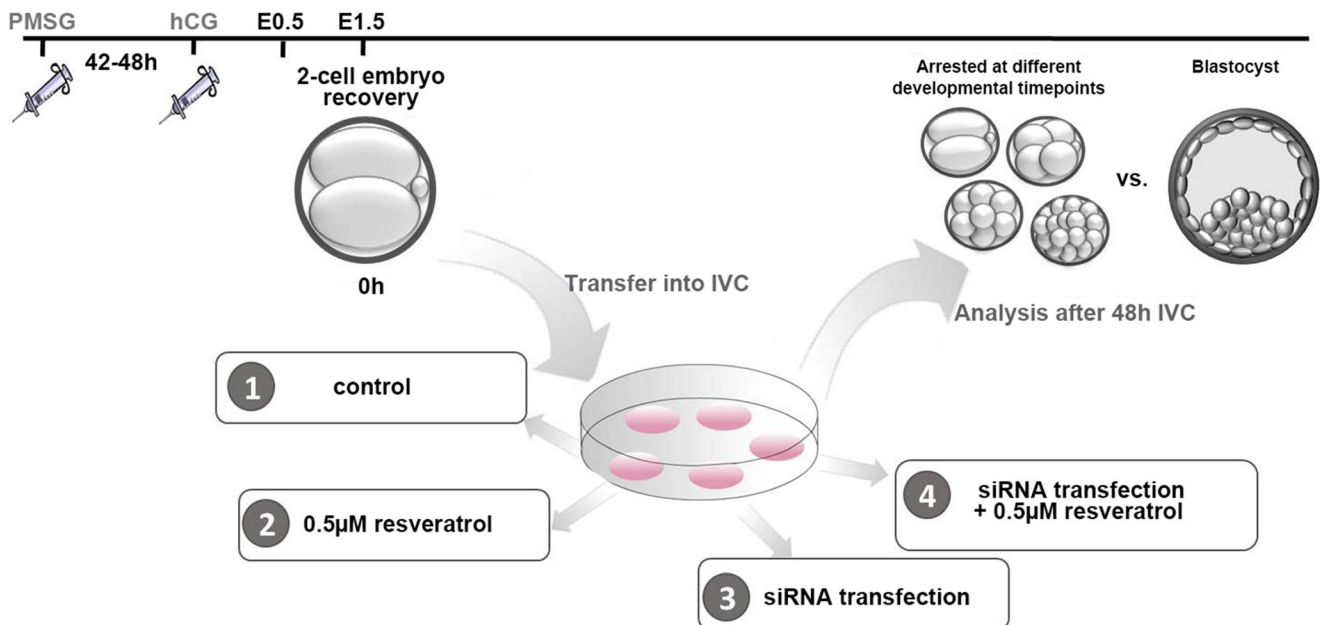 PMSG
hCG
E0.5
E1.5
42-48h
2-cell embryo
recovery
0h
Arrested at different
developmental timepoints
Blastocyst
vs.
Transfer into IVC
Analysis after 48h IVC
1 control
2 0.5µM resveratrol
3 siRNA transfection
4 siRNA transfection
+ 0.5µM resveratrol